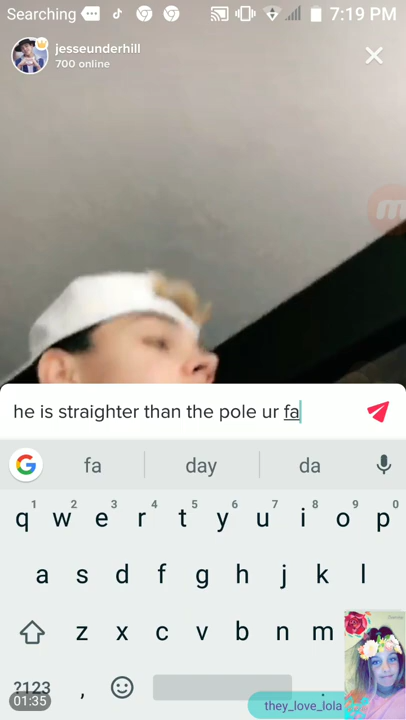 Searching 7:19 PM
jesseunderhill
700 online
he is straighter than the pole ur fa
fa day da
1 2 3 4 5 6 7 8 9 0
q w e r t y u i o p
a s d f g h j k l
z x c v b n m
?123 , .
01:35
they_love_lola